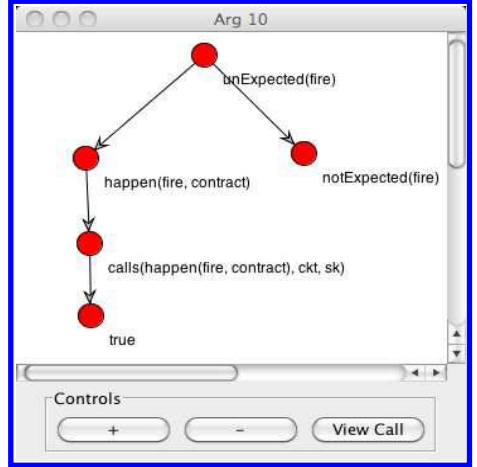 Arg 10
unExpected(fire)
happen(fire, contract)
notExpected(fire)
calls(happen(fire, contract), ckt, sk)
true
Controls
+
-
View Call